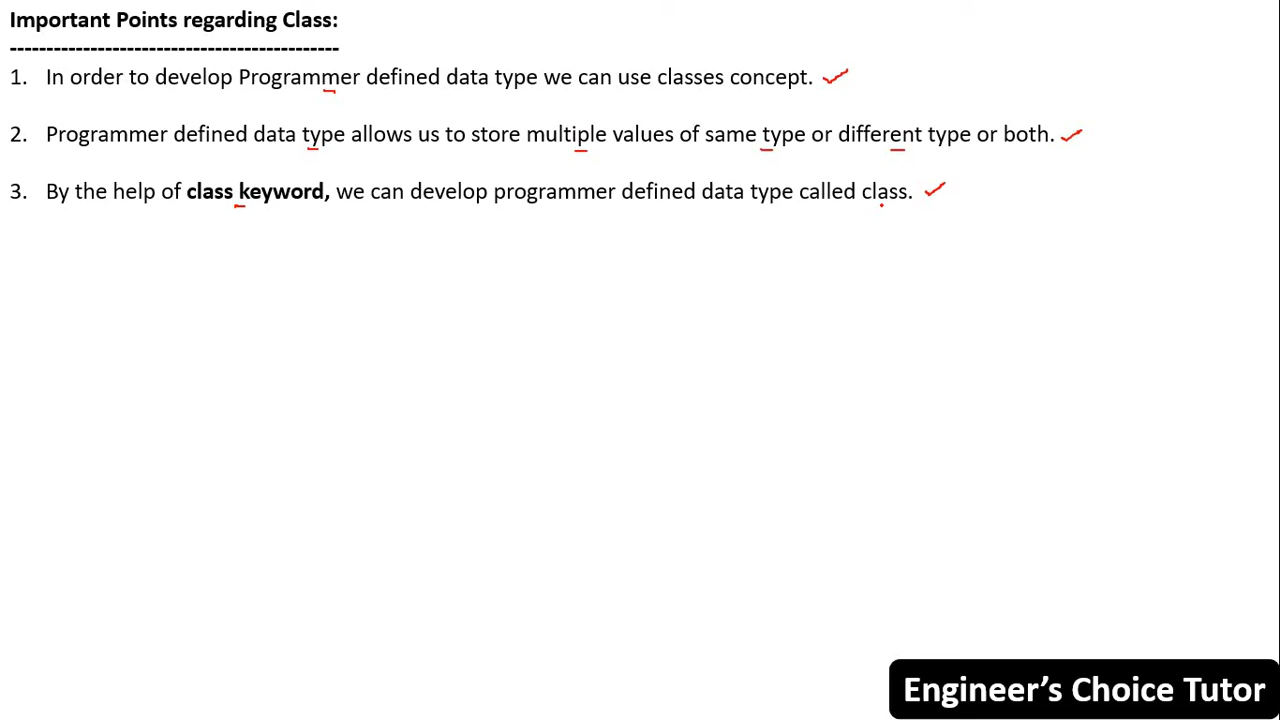 Important Points regarding Class:
---------------------------------------------
1. In order to develop Programmer defined data type we can use classes concept.
2. Programmer defined data type allows us to store multiple values of same type or different type or both.
3. By the help of class keyword, we can develop programmer defined data type called class.
Engineer’s Choice Tutor